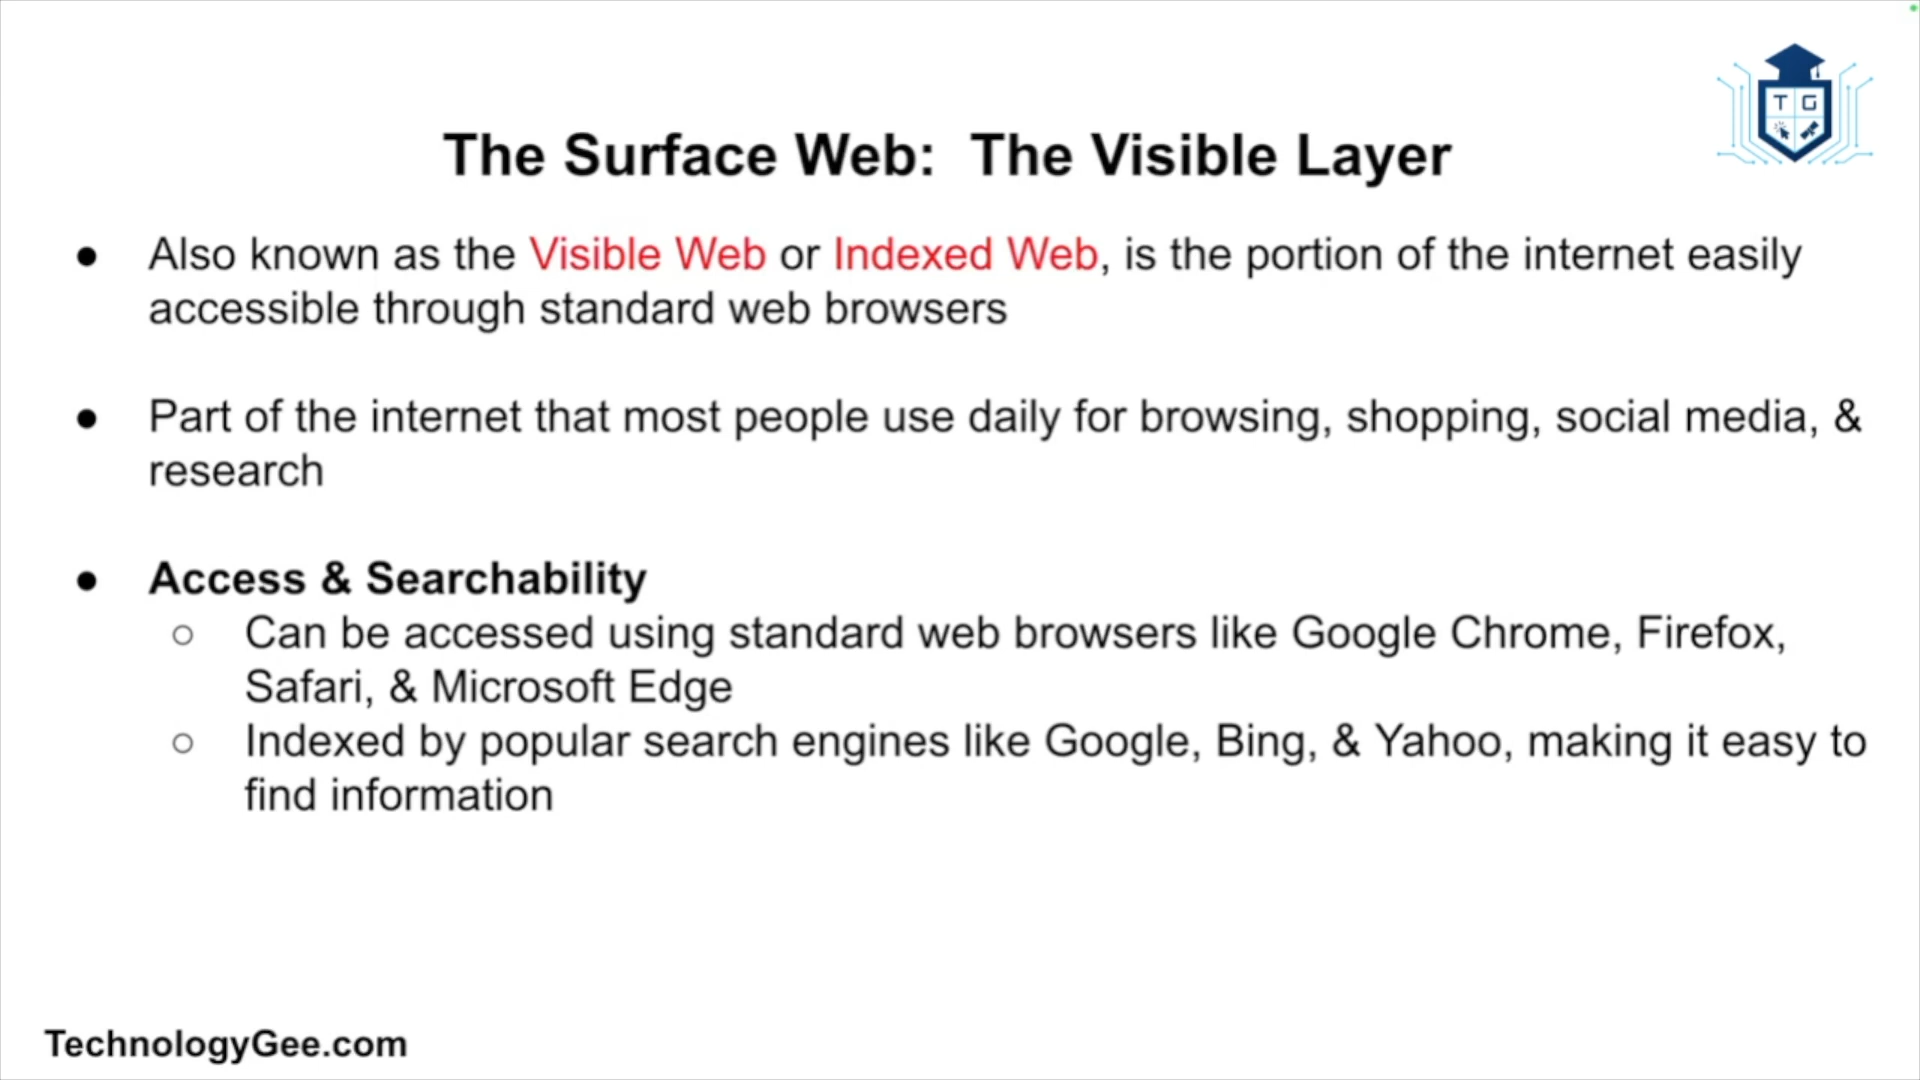 T G
The Surface Web:  The Visible Layer
● Also known as the Visible Web or Indexed Web, is the portion of the internet easily
accessible through standard web browsers
● Part of the internet that most people use daily for browsing, shopping, social media, &
research
● Access & Searchability
○ Can be accessed using standard web browsers like Google Chrome, Firefox,
Safari, & Microsoft Edge
○ Indexed by popular search engines like Google, Bing, & Yahoo, making it easy to
find information
TechnologyGee.com